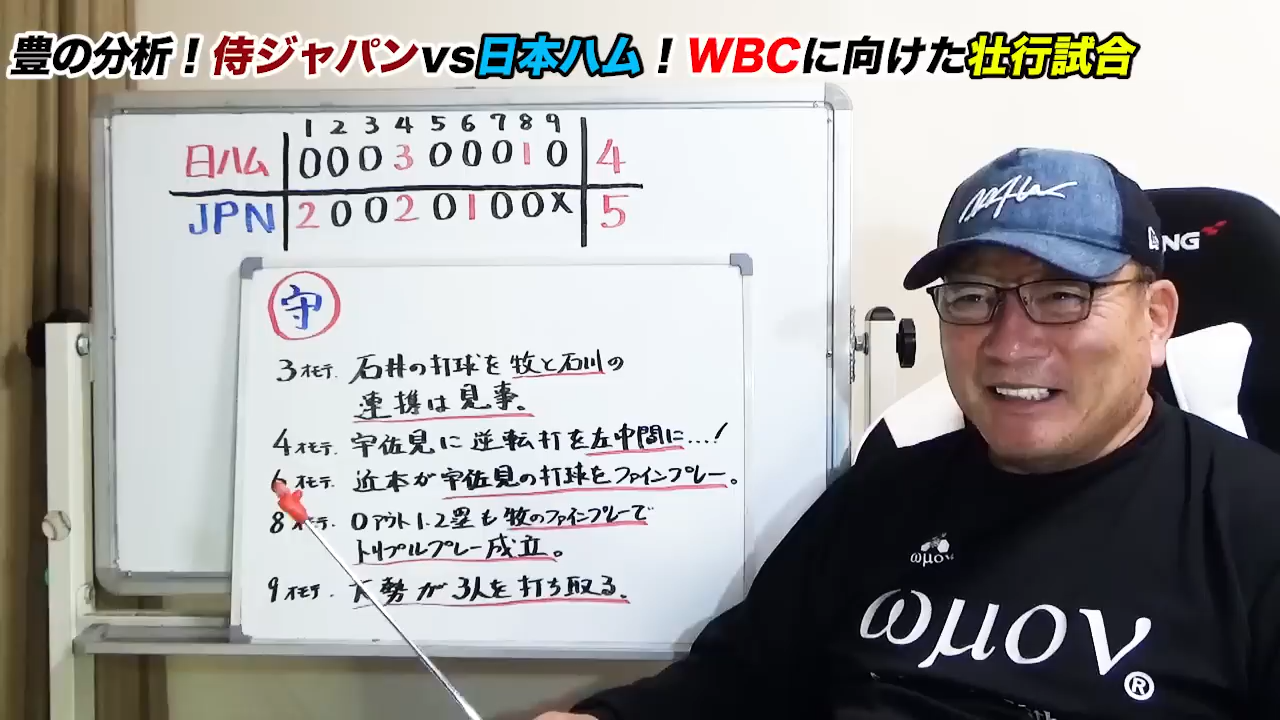 豊の分析！侍ジャパンvs日本ハム！WBCに向けた壮行試合
1 2 3 4 5 6 7 8 9
日ハム 0 0 0 3 0 0 0 1 0 4
JPN 2 0 0 2 0 1 0 0 X 5
守
3オモテ. 石井の打球を牧と石川の
連携は見事。
4オモテ. 宇佐見に逆転打を左中間に…!
6オモテ. 近本が宇佐見の打球をファインプレー。
8オモテ. 0アウト1.2塁も牧のファインプレーで
トリプルプレー成立。
9オモテ. 大勢が3人を打ち取る。
NG
ωμον
ωμον®